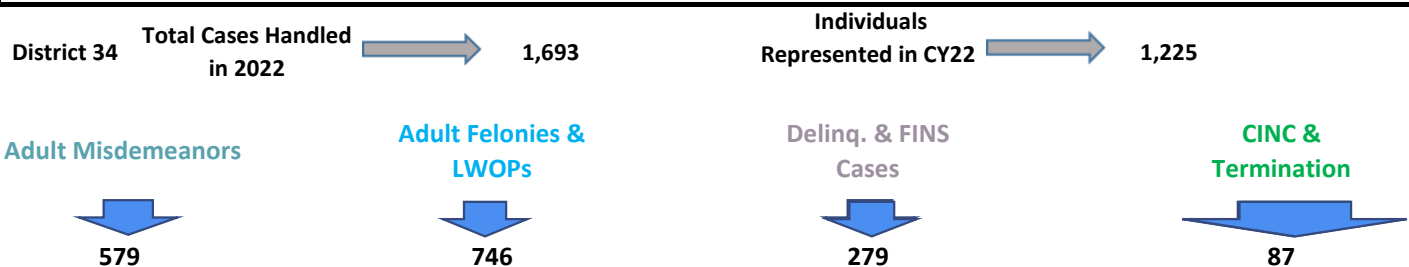 District 34
Total Cases Handled
in 2022
1,693
Individuals
Represented in CY22
1,225
Adult Misdemeanors
Adult Felonies &
LWOPs
Delinq. & FINS
Cases
CINC &
Termination
579
746
279
87